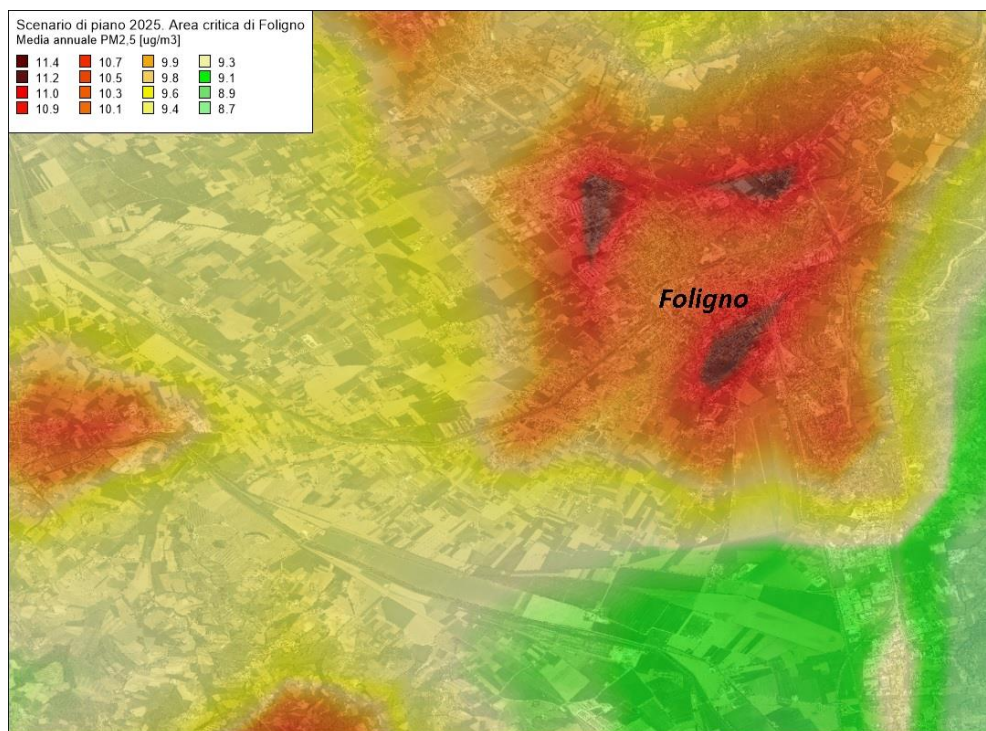 Scenario di piano 2025. Area critica di Foligno
Media annuale PM2,5 [ug/m3]
11.4 10.7 9.9 9.3
11.2 10.5 9.8 9.1
11.0 10.3 9.6 8.9
10.9 10.1 9.4 8.7
Foligno